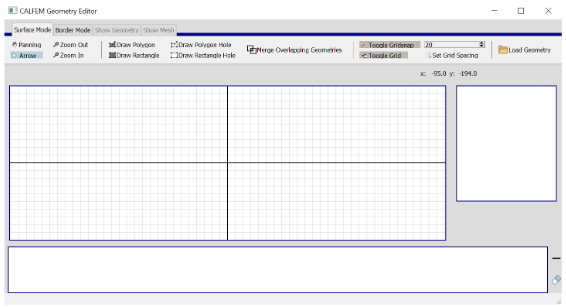 CALFEM Geometry Editor
Surface Mode Border Mode Show Geometry Show Mesh
Panning Zoom Out Draw Polygon Draw Polygon Hole Merge Overlapping Geometries Toggle Gridsnap 20 Load Geometry
Arrow Zoom In Draw Rectangle Draw Rectangle Hole Toggle Grid Set Grid Spacing
x: -95.0 y: -194.0